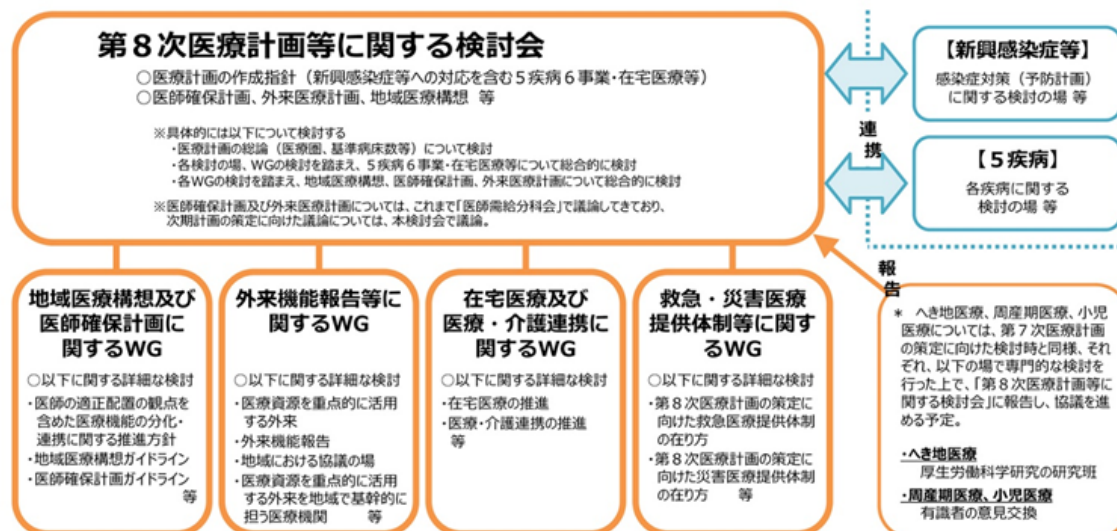 第８次医療計画等に関する検討会
○医療計画の作成指針（新興感染症等への対応を含む５疾病６事業・在宅医療等）
○医師確保計画、外来医療計画、地域医療構想 等
※具体的には以下について検討する
・医療計画の総論（医療圏、基準病床数等）について検討
・各検討の場、WGの検討を踏まえ、５疾病６事業・在宅医療等について総合的に検討
・各WGの検討を踏まえ、地域医療構想、医師確保計画、外来医療計画について総合的に検討
※医師確保計画及び外来医療計画については、これまで「医師需給分科会」で議論してきており、
次期計画の策定に向けた議論については、本検討会で議論。
連携
【新興感染症等】
感染症対策（予防計画）
に関する検討の場 等
【５疾病】
各疾病に関する
検討の場 等
地域医療構想及び
医師確保計画に
関するWG
○以下に関する詳細な検討
・医師の適正配置の観点を
含めた医療機能の分化・
連携に関する推進方針
・地域医療構想ガイドライン
・医師確保計画ガイドライン
等
外来機能報告等に
関するWG
○以下に関する詳細な検討
・医療資源を重点的に活用
する外来
・外来機能報告
・地域における協議の場
・医療資源を重点的に活用
する外来を地域で基幹的に
担う医療機関 等
在宅医療及び
医療・介護連携に
関するWG
○以下に関する詳細な検討
・在宅医療の推進
・医療・介護連携の推進
等
救急・災害医療
提供体制等に関す
るWG
○以下に関する詳細な検討
・第８次医療計画の策定に
向けた救急医療提供体制
の在り方
・第８次医療計画の策定に
向けた災害医療提供体制
の在り方 等
報告
* へき地医療、周産期医療、小児
医療については、第７次医療計画
の策定に向けた検討時と同様、それ
ぞれ、以下の場で専門的な検討を
行った上で、「第８次医療計画等に
関する検討会」に報告し、協議を進
める予定。
・へき地医療
厚生労働科学研究の研究班
・周産期医療、小児医療
有識者の意見交換